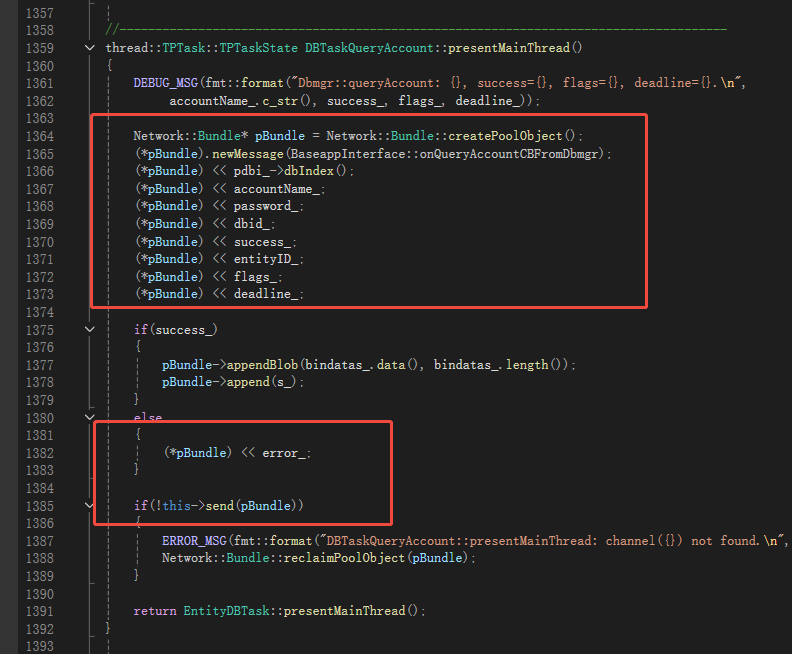 1357
1358 //-------------------------------------------------------------------------------------
1359 thread::TPTask::TPTaskState DBTaskQueryAccount::presentMainThread()
1360 {
1361 DEBUG_MSG(fmt::format("Dbmgr::queryAccount: {}, success={}, flags={}, deadline={}.\n",
1362 accountName_.c_str(), success_, flags_, deadline_));
1363
1364 Network::Bundle* pBundle = Network::Bundle::createPoolObject();
1365 (*pBundle).newMessage(BaseappInterface::onQueryAccountCBFromDbmgr);
1366 (*pBundle) << pdbi_->dbIndex();
1367 (*pBundle) << accountName_;
1368 (*pBundle) << password_;
1369 (*pBundle) << dbid_;
1370 (*pBundle) << success_;
1371 (*pBundle) << entityID_;
1372 (*pBundle) << flags_;
1373 (*pBundle) << deadline_;
1374
1375 if(success_)
1376 {
1377 pBundle->appendBlob(bindatas_.data(), bindatas_.length());
1378 pBundle->append(s_);
1379 }
1380 else
1381 {
1382 (*pBundle) << error_;
1383 }
1384
1385 if(!this->send(pBundle))
1386 {
1387 ERROR_MSG(fmt::format("DBTaskQueryAccount::presentMainThread: channel({}) not found.\n",
1388 Network::Bundle::reclaimPoolObject(pBundle);
1389 }
1390
1391 return EntityDBTask::presentMainThread();
1392 }
1393